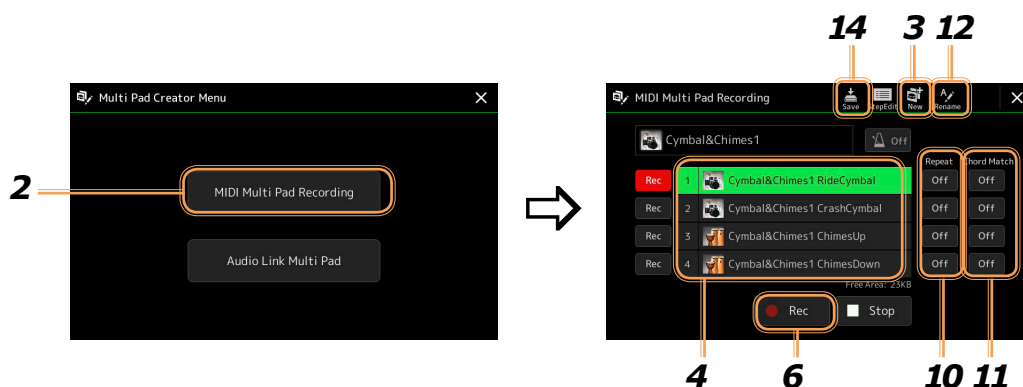 14 3 12
Multi Pad Creator Menu
MIDI Multi Pad Recording
Save
StepEdit
New
Rename
Cymbal&Chimes1
Off
Repeat
Chord Match
2
MIDI Multi Pad Recording
Rec 1 Cymbal&Chimes1 RideCymbal Off Off
Rec 2 Cymbal&Chimes1 CrashCymbal Off Off
Rec 3 Cymbal&Chimes1 ChimesUp Off Off
Audio Link Multi Pad
Rec 4 Cymbal&Chimes1 ChimesDown Off Off
Free Area: 23KB
Rec
Stop
4 6 10 11